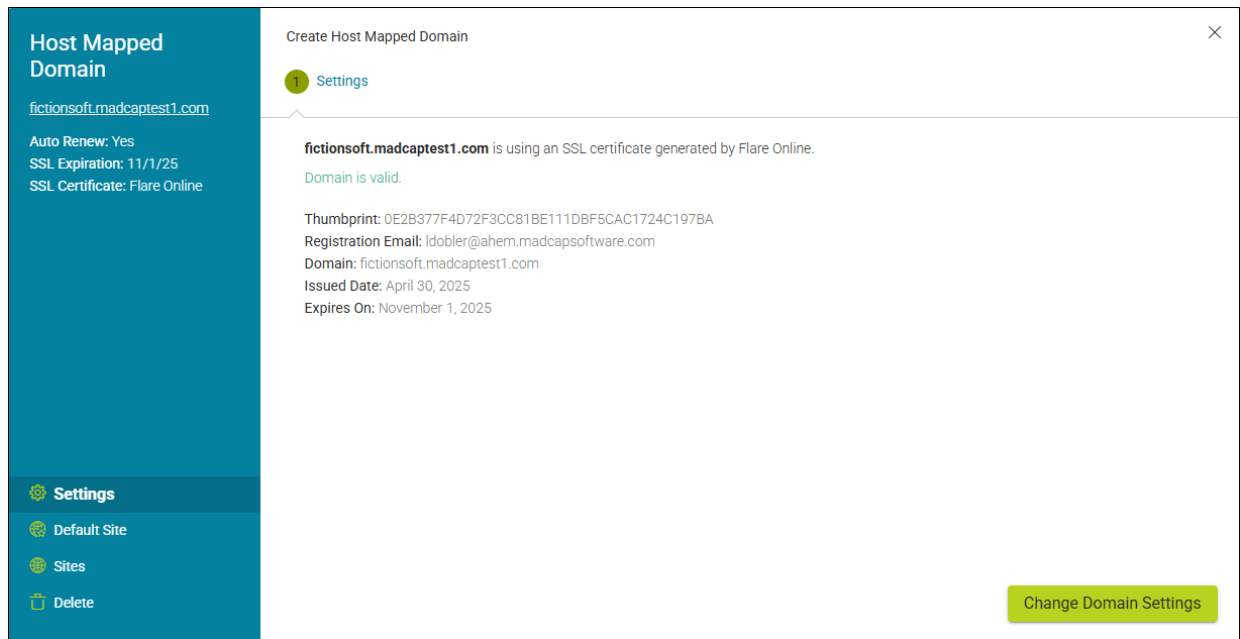 Host Mapped
Domain
fictionsoft.madcaptest1.com
Auto Renew: Yes
SSL Expiration: 11/1/25
SSL Certificate: Flare Online
Settings
Default Site
Sites
Delete
Create Host Mapped Domain
1 Settings
fictionsoft.madcaptest1.com is using an SSL certificate generated by Flare Online.
Domain is valid.
Thumbprint: 0E2B377F4D72F3CC81BE111DBF5CAC1724C197BA
Registration Email: ldobler@ahem.madcapsoftware.com
Domain: fictionsoft.madcaptest1.com
Issued Date: April 30, 2025
Expires On: November 1, 2025
Change Domain Settings